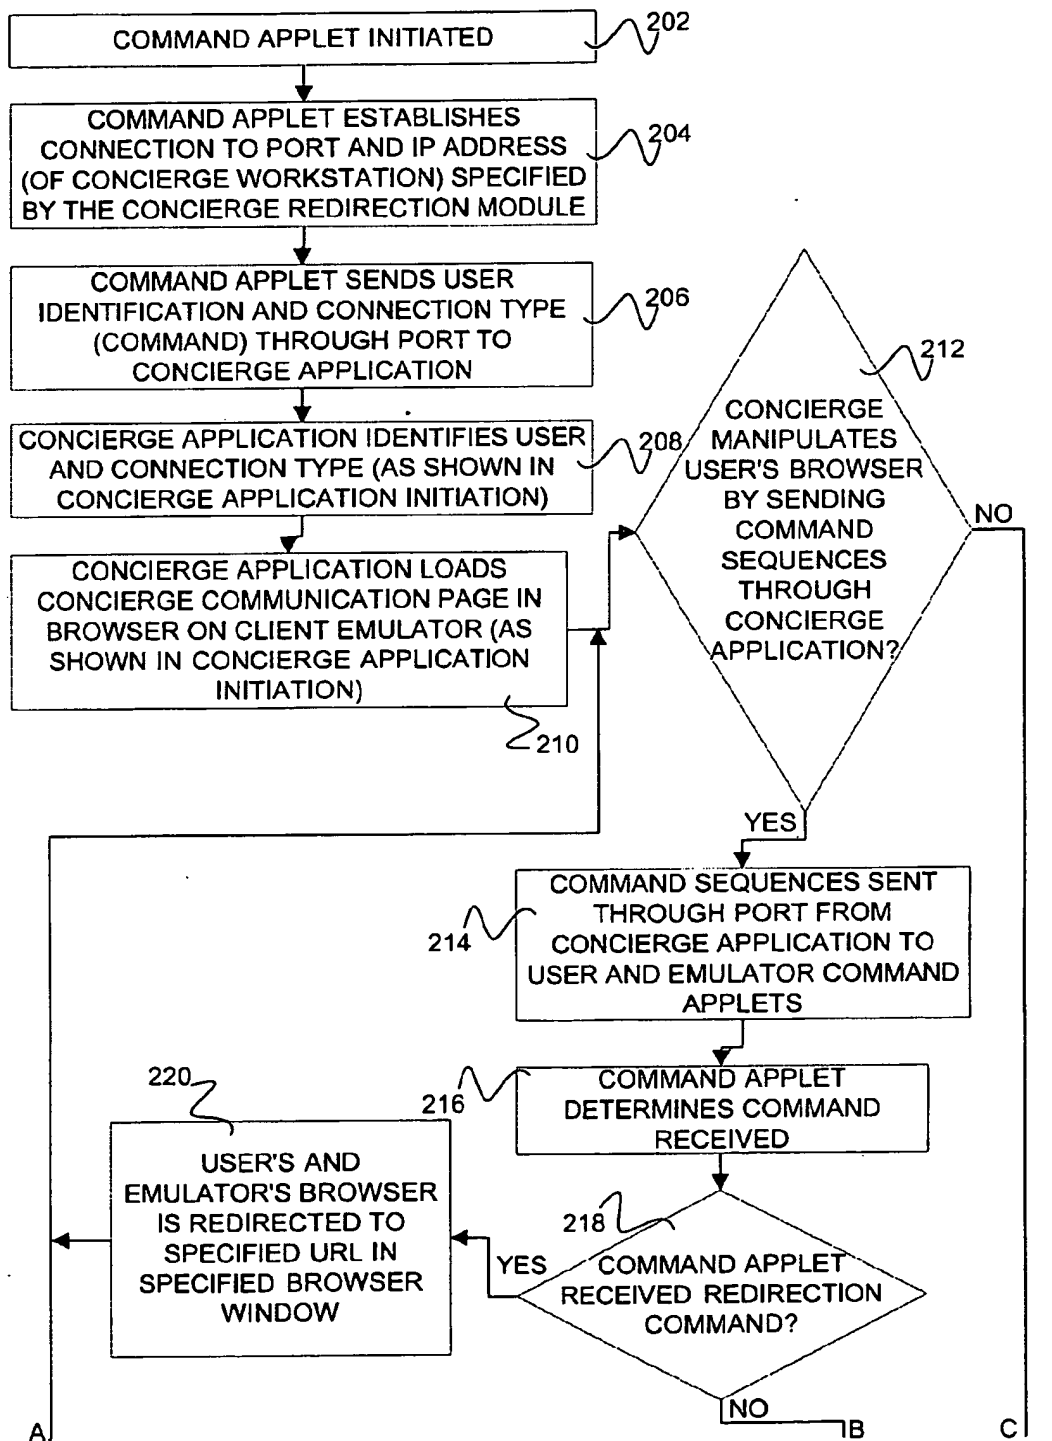 COMMAND APPLET INITIATED
202
COMMAND APPLET ESTABLISHES
CONNECTION TO PORT AND IP ADDRESS
(OF CONCIERGE WORKSTATION) SPECIFIED
BY THE CONCIERGE REDIRECTION MODULE
204
COMMAND APPLET SENDS USER
IDENTIFICATION AND CONNECTION TYPE
(COMMAND) THROUGH PORT TO
CONCIERGE APPLICATION
206
CONCIERGE APPLICATION IDENTIFIES USER
AND CONNECTION TYPE (AS SHOWN IN
CONCIERGE APPLICATION INITIATION)
208
CONCIERGE APPLICATION LOADS
CONCIERGE COMMUNICATION PAGE IN
BROWSER ON CLIENT EMULATOR (AS
SHOWN IN CONCIERGE APPLICATION
INITIATION)
210
212
CONCIERGE
MANIPULATES
USER'S BROWSER
BY SENDING
COMMAND
SEQUENCES
THROUGH
CONCIERGE
APPLICATION?
NO
YES
COMMAND SEQUENCES SENT
THROUGH PORT FROM
CONCIERGE APPLICATION TO
USER AND EMULATOR COMMAND
APPLETS
214
COMMAND APPLET
DETERMINES COMMAND
RECEIVED
216
218
COMMAND APPLET
RECEIVED REDIRECTION
COMMAND?
YES
220
USER'S AND
EMULATOR'S BROWSER
IS REDIRECTED TO
SPECIFIED URL IN
SPECIFIED BROWSER
WINDOW
NO
A
B
C